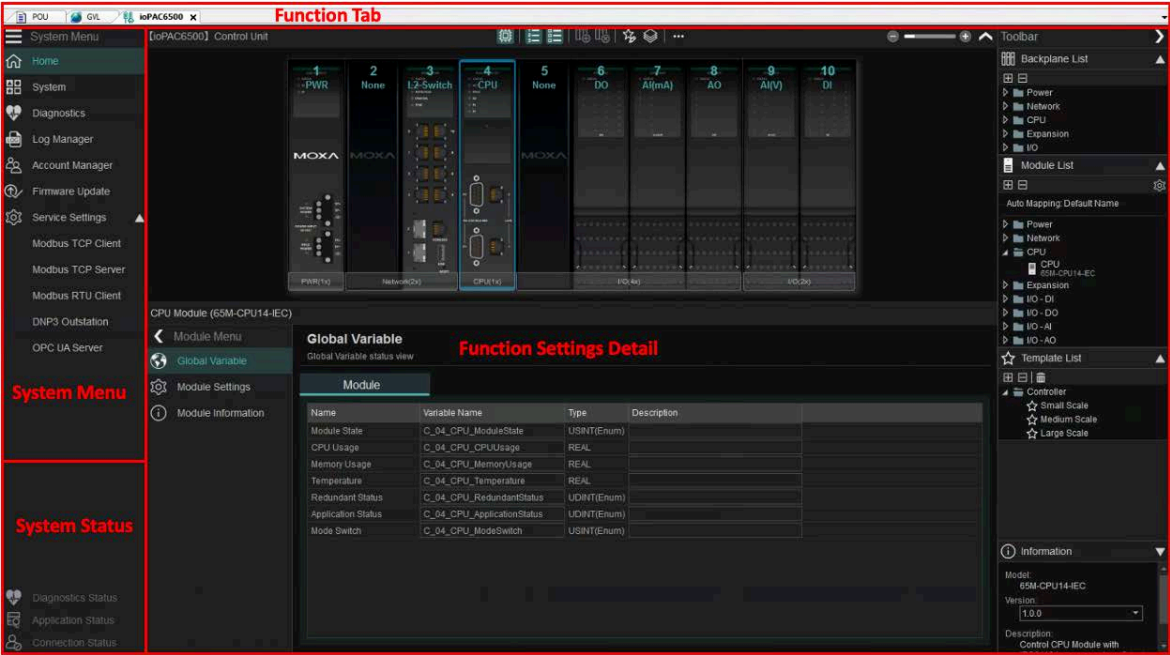 POU GVL ioPAC6500 Function Tab
System Menu
Home
System
Diagnostics
Log Manager
Account Manager
Firmware Update
Service Settings
Modbus TCP Client
Modbus TCP Server
Modbus RTU Client
DNP3 Outstation
OPC UA Server
System Menu
System Status
Diagnostics Status
Application Status
Connection Status
[ioPAC6500] Control Unit
1 2 3 4 5 6 7 8 9 10
PWR None L2-Switch CPU None DO AI(mA) AO AI(V) DI
MOXA MOXA MOXA
PWR(1x) Network(2x) CPU(1x) I/O(4x) I/O(2x)
CPU Module (65M-CPU14-IEC)
Module Menu
Global Variable
Module Settings
Module Information
Global Variable
Global Variable status view
Function Settings Detail
Module
Name Variable Name Type Description
Module State C_04_CPU_ModuleState USINT(Enum)
CPU Usage C_04_CPU_CPUUsage REAL
Memory Usage C_04_CPU_MemoryUsage REAL
Temperature C_04_CPU_Temperature REAL
Redundant Status C_04_CPU_RedundantStatus UDINT(Enum)
Application Status C_04_CPU_ApplicationStatus UDINT(Enum)
Mode Switch C_04_CPU_ModeSwitch USINT(Enum)
Toolbar
Backplane List
Power
Network
CPU
Expansion
I/O
Module List
Auto Mapping: Default Name
Power
Network
CPU
CPU
65M-CPU14-IEC
Expansion
I/O - DI
I/O - DO
I/O - AI
I/O - AO
Template List
Controller
Small Scale
Medium Scale
Large Scale
Information
Model:
65M-CPU14-IEC
Version:
1.0.0
Description:
Control CPU Module with